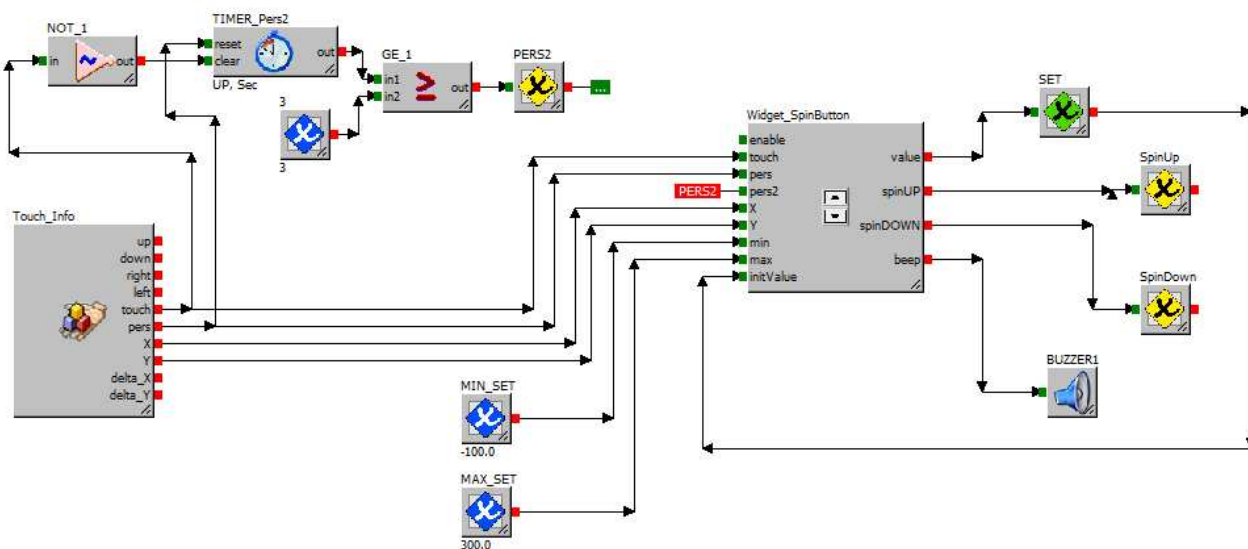 NOT_1
in
out
TIMER_Pers2
reset
clear
out
UP, Sec
GE_1
in1
in2
out
3
3
PERS2
...
Touch_Info
up
down
right
left
touch
pers
X
Y
delta_X
delta_Y
MIN_SET
-100.0
MAX_SET
300.0
PERS2
Widget_SpinButton
enable
touch
pers
pers2
X
Y
min
max
initValue
value
spinUP
spinDOWN
beep
SET
SpinUp
SpinDown
BUZZER1